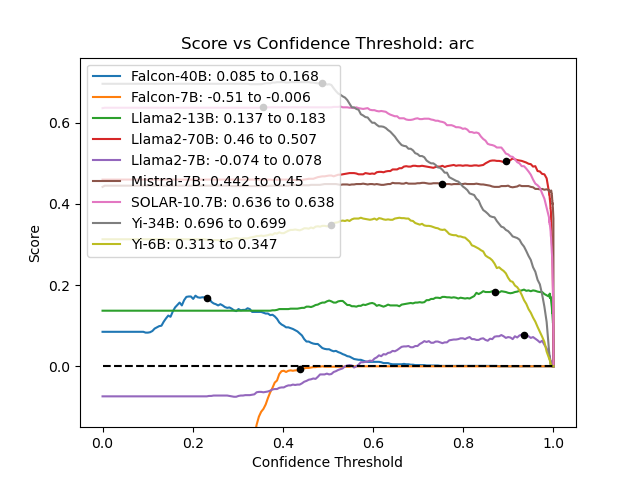 Score vs Confidence Threshold: arc
Falcon-40B: 0.085 to 0.168
Falcon-7B: -0.51 to -0.006
Llama2-13B: 0.137 to 0.183
Llama2-70B: 0.46 to 0.507
Llama2-7B: -0.074 to 0.078
Mistral-7B: 0.442 to 0.45
SOLAR-10.7B: 0.636 to 0.638
Yi-34B: 0.696 to 0.699
Yi-6B: 0.313 to 0.347
Score
0.6
0.4
0.2
0.0
0.0 0.2 0.4 0.6 0.8 1.0
Confidence Threshold